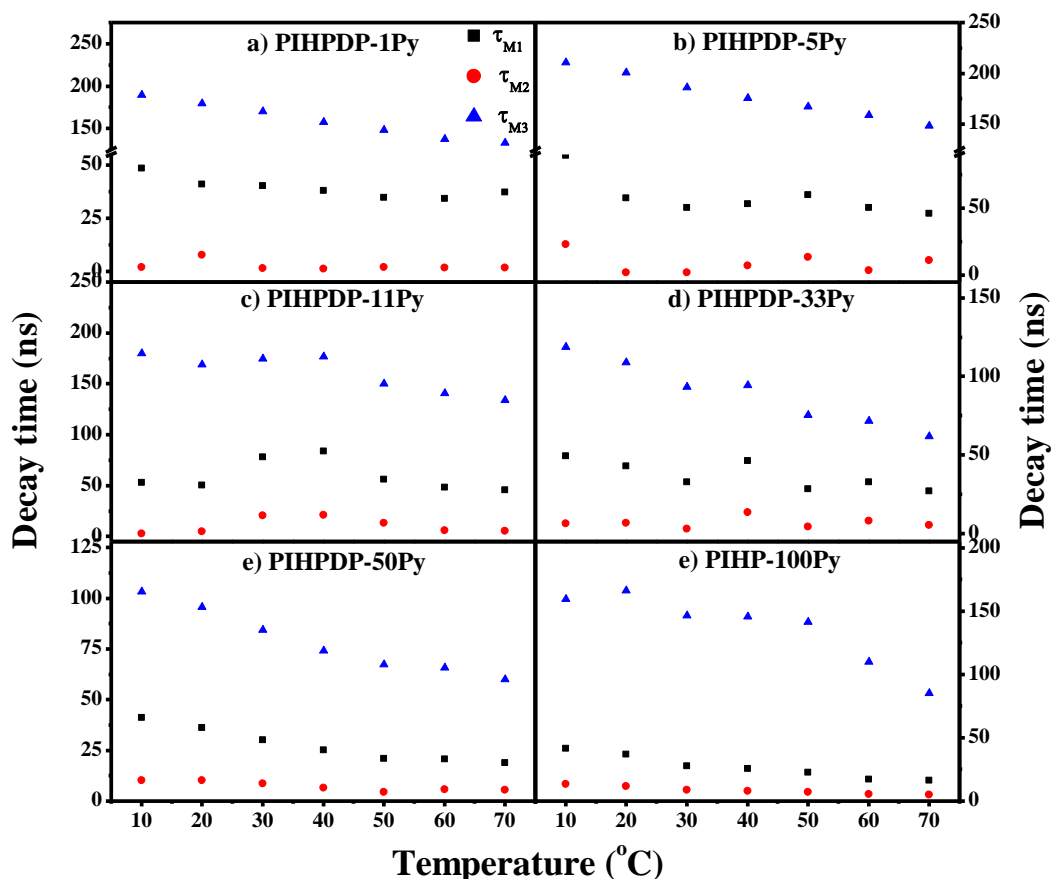 a) PIHPDP-1Py
τM1
τM2
τM3
250
200
150
50
25
0
b) PIHPDP-5Py
250
200
150
50
0
c) PIHPDP-11Py
250
200
150
100
50
0
d) PIHPDP-33Py
150
100
50
0
e) PIHPDP-50Py
125
100
75
50
25
0
e) PIHP-100Py
200
150
100
50
0
10 20 30 40 50 60 70
10 20 30 40 50 60 70
Decay time (ns)
Decay time (ns)
Temperature (°C)